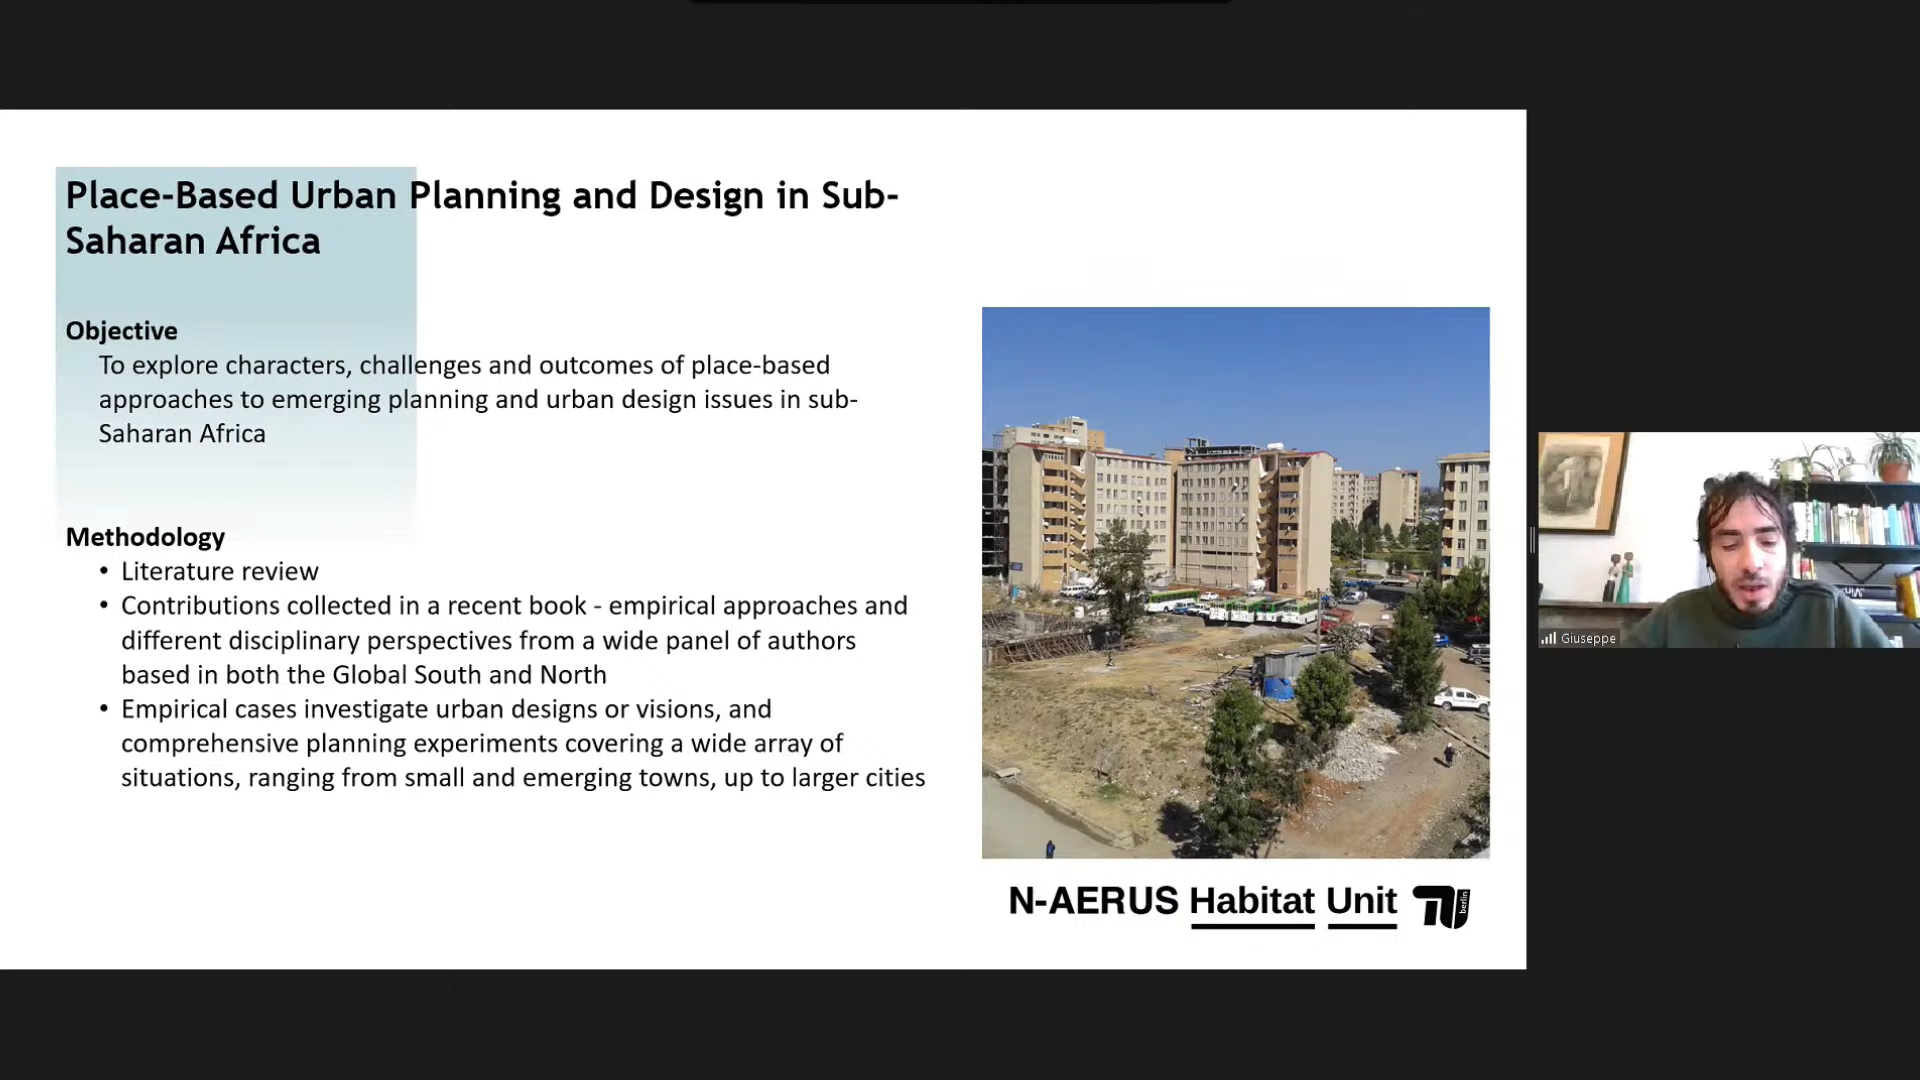 Place-Based Urban Planning and Design in Sub-
Saharan Africa
Objective
To explore characters, challenges and outcomes of place-based
approaches to emerging planning and urban design issues in sub-
Saharan Africa
Methodology
• Literature review
• Contributions collected in a recent book - empirical approaches and
different disciplinary perspectives from a wide panel of authors
based in both the Global South and North
• Empirical cases investigate urban designs or visions, and
comprehensive planning experiments covering a wide array of
situations, ranging from small and emerging towns, up to larger cities
N-AERUS Habitat Unit
berlin
Giuseppe